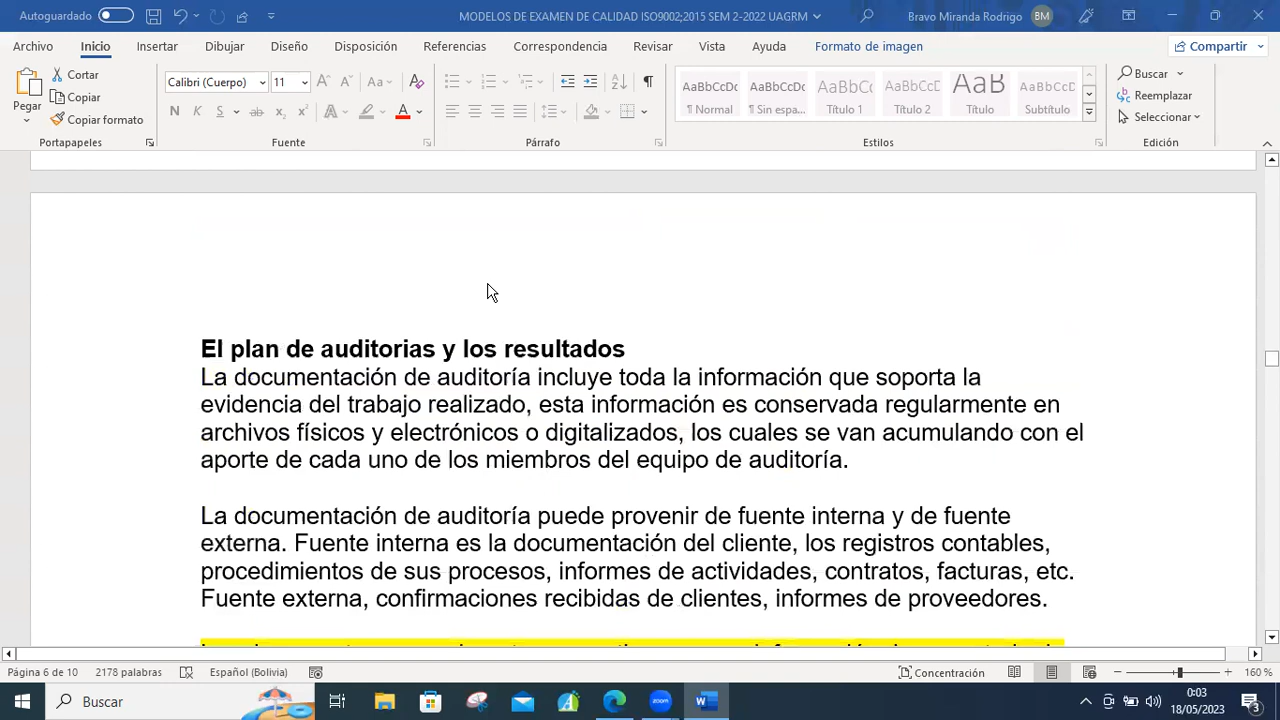 Autoguardado
MODELOS DE EXAMEN DE CALIDAD ISO9002;2015 SEM 2-2022 UAGRM
Bravo Miranda Rodrigo
BM
Archivo Inicio Insertar Dibujar Diseño Disposición Referencias Correspondencia Revisar Vista Ayuda Formato de imagen
Compartir
Pegar
Cortar
Copiar
Copiar formato
Calibri (Cuerpo) 11
N K S
AaBbCcDc AaBbCcDc AaBbCc AaBbCcD AaB AaBbCcD
¶ Normal ¶ Sin espa... Título 1 Título 2 Título Subtítulo
Buscar
Reemplazar
Seleccionar
Portapapeles Fuente Párrafo Estilos Edición
El plan de auditorias y los resultados
La documentación de auditoría incluye toda la información que soporta la
evidencia del trabajo realizado, esta información es conservada regularmente en
archivos físicos y electrónicos o digitalizados, los cuales se van acumulando con el
aporte de cada uno de los miembros del equipo de auditoría.
La documentación de auditoría puede provenir de fuente interna y de fuente
externa. Fuente interna es la documentación del cliente, los registros contables,
procedimientos de sus procesos, informes de actividades, contratos, facturas, etc.
Fuente externa, confirmaciones recibidas de clientes, informes de proveedores.
Página 6 de 10 2178 palabras Español (Bolivia) Concentración 160 %
Buscar
zoom
0:03
18/05/2023
3